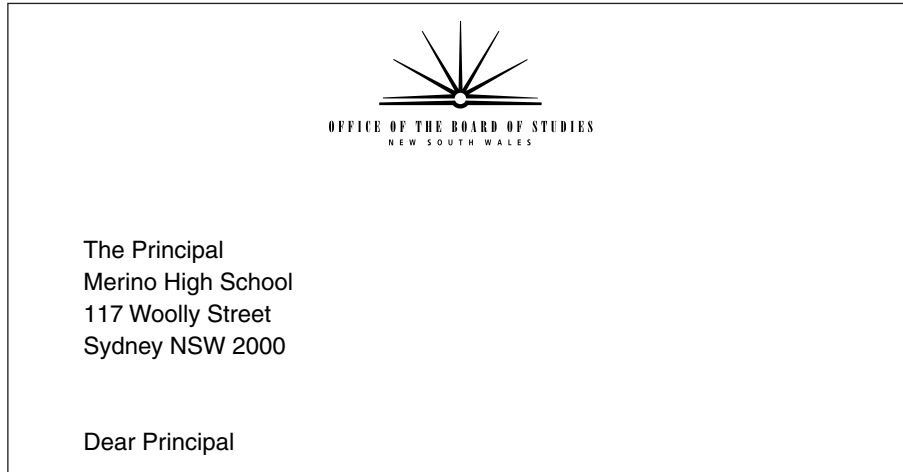 OFFICE OF THE BOARD OF STUDIES
NEW SOUTH WALES
The Principal
Merino High School
117 Woolly Street
Sydney NSW 2000
Dear Principal